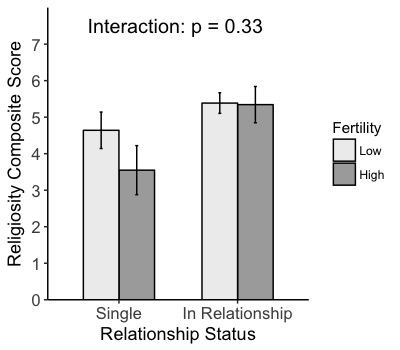 Interaction: p = 0.33
Religiosity Composite Score
7
6
5
4
3
2
1
0
Single In Relationship
Relationship Status
Fertility
Low
High